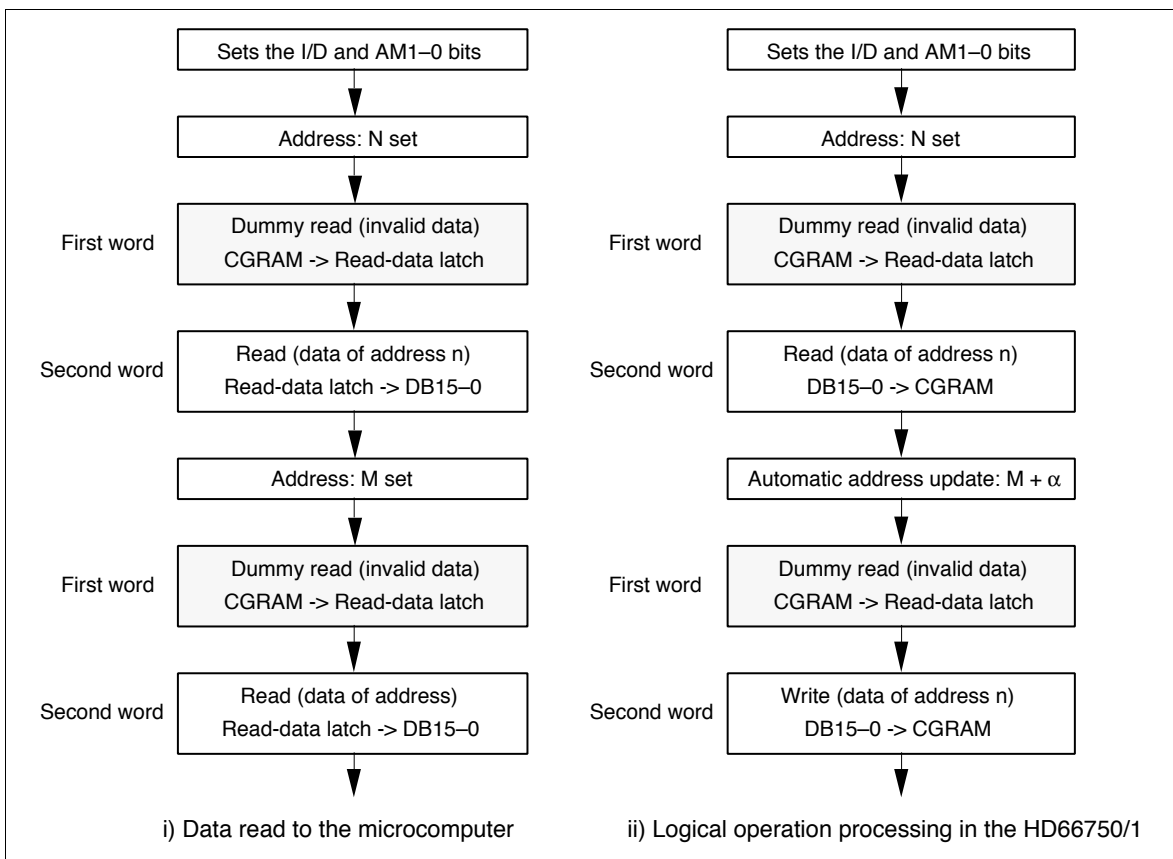 Sets the I/D and AM1–0 bits
Address: N set
First word
Dummy read (invalid data)
CGRAM -> Read-data latch
Second word
Read (data of address n)
Read-data latch -> DB15–0
Address: M set
First word
Dummy read (invalid data)
CGRAM -> Read-data latch
Second word
Read (data of address)
Read-data latch -> DB15–0
i) Data read to the microcomputer
Sets the I/D and AM1–0 bits
Address: N set
First word
Dummy read (invalid data)
CGRAM -> Read-data latch
Second word
Read (data of address n)
DB15–0 -> CGRAM
Automatic address update: M + α
First word
Dummy read (invalid data)
CGRAM -> Read-data latch
Second word
Write (data of address n)
DB15–0 -> CGRAM
ii) Logical operation processing in the HD66750/1